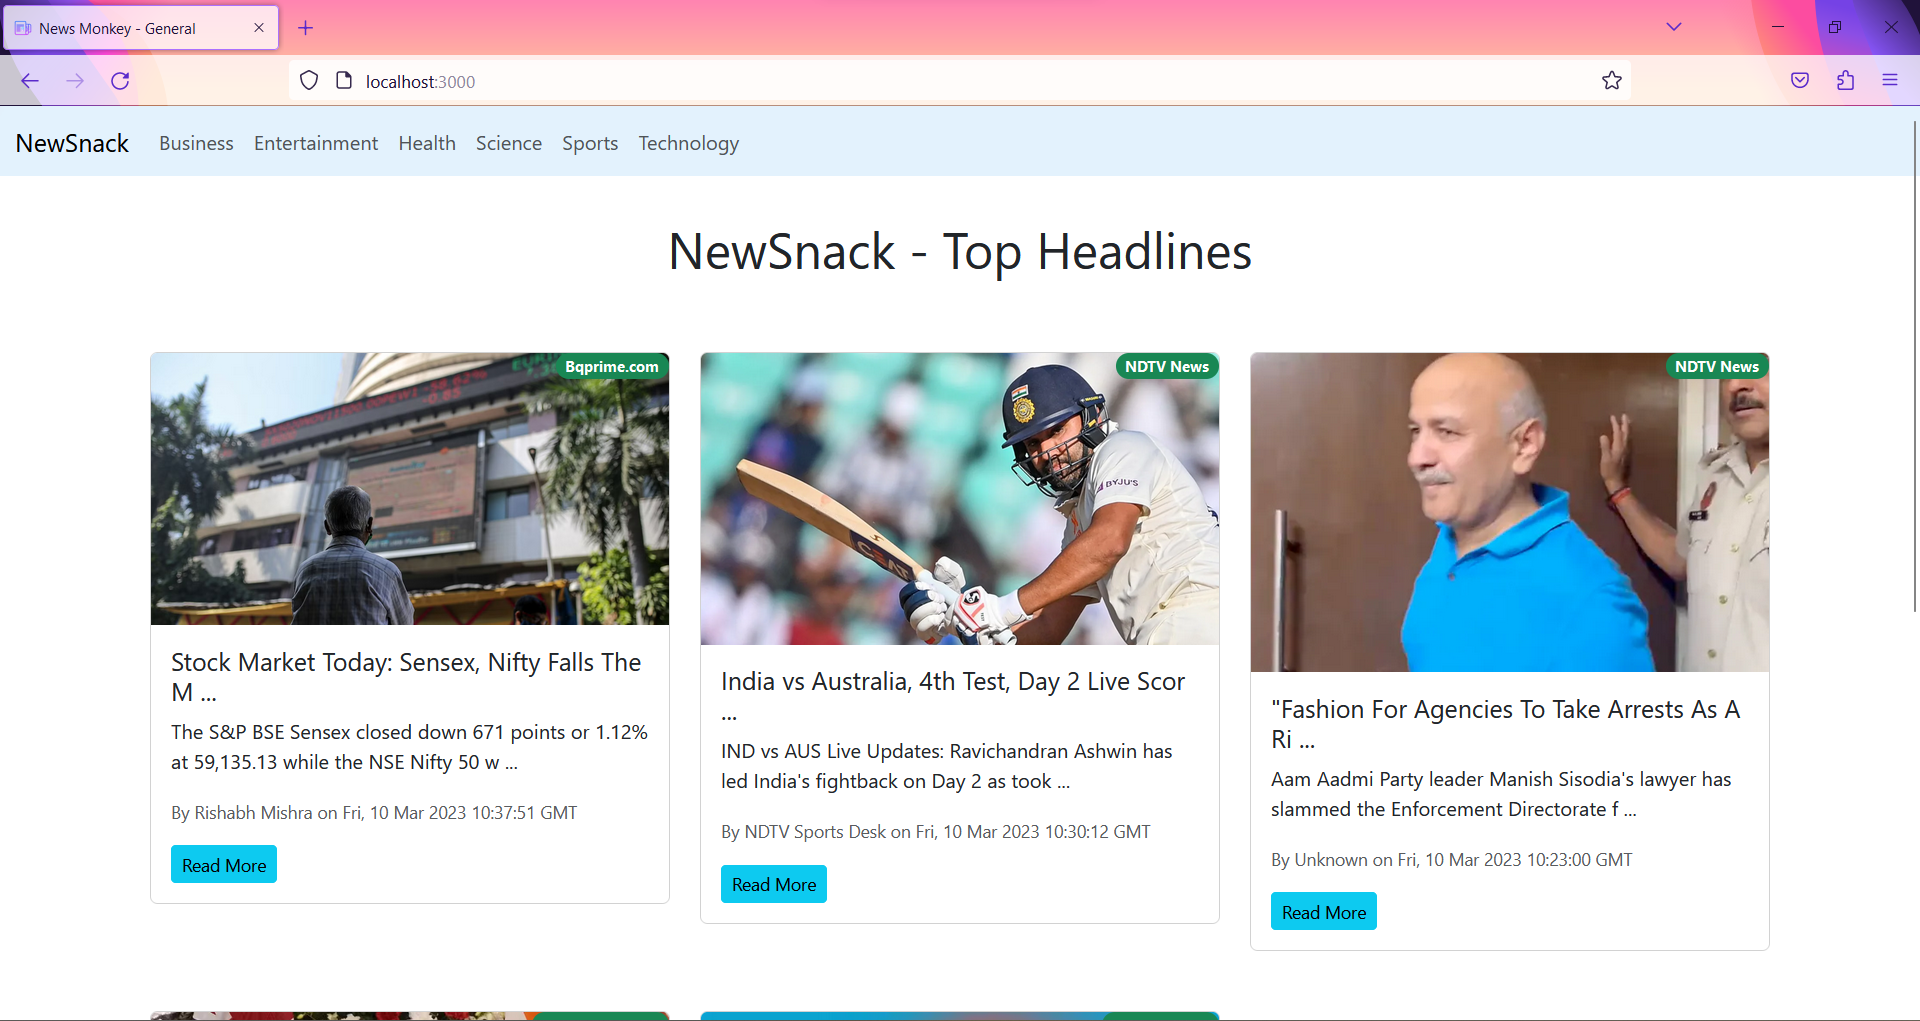 News Monkey - General
localhost:3000
NewSnack Business Entertainment Health Science Sports Technology
NewSnack - Top Headlines
Bqprime.com
Stock Market Today: Sensex, Nifty Falls The
M ...
The S&P BSE Sensex closed down 671 points or 1.12%
at 59,135.13 while the NSE Nifty 50 w ...
By Rishabh Mishra on Fri, 10 Mar 2023 10:37:51 GMT
Read More
NDTV News
BYJU'S
India vs Australia, 4th Test, Day 2 Live Scor
...
IND vs AUS Live Updates: Ravichandran Ashwin has
led India's fightback on Day 2 as took ...
By NDTV Sports Desk on Fri, 10 Mar 2023 10:30:12 GMT
Read More
NDTV News
"Fashion For Agencies To Take Arrests As A
Ri ...
Aam Aadmi Party leader Manish Sisodia's lawyer has
slammed the Enforcement Directorate f ...
By Unknown on Fri, 10 Mar 2023 10:23:00 GMT
Read More